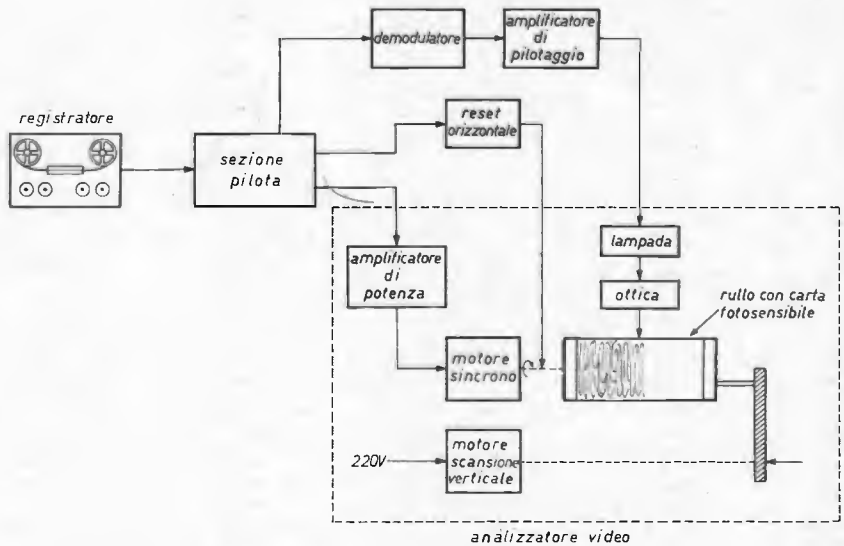 amplificatore
di
pilotaggio
demodulatore
registratore
reset
orizzontale
sezione
pilota
lampada
amplificatore
di
potenza
ottica
rullo con carta
fotosensibile
motore
sincrono
220V
motore
scansione
verticale
analizzatore video